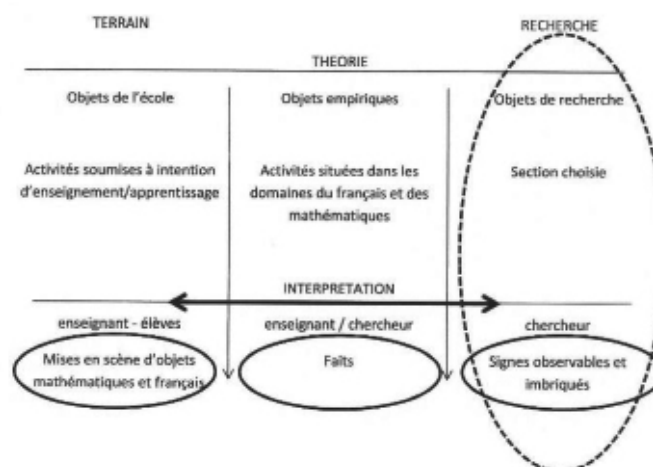 TERRAIN RECHERCHE
THEORIE
Objets de l'école Objets empiriques Objets de recherche
Activités soumises à intention Activités situées dans les Section choisie
d'enseignement/apprentissage domaines du français et des
mathématiques
INTERPRETATION
enseignant - élèves enseignant / chercheur chercheur
Mises en scène d'objets Faits Signes observables et
mathématiques et français imbriqués